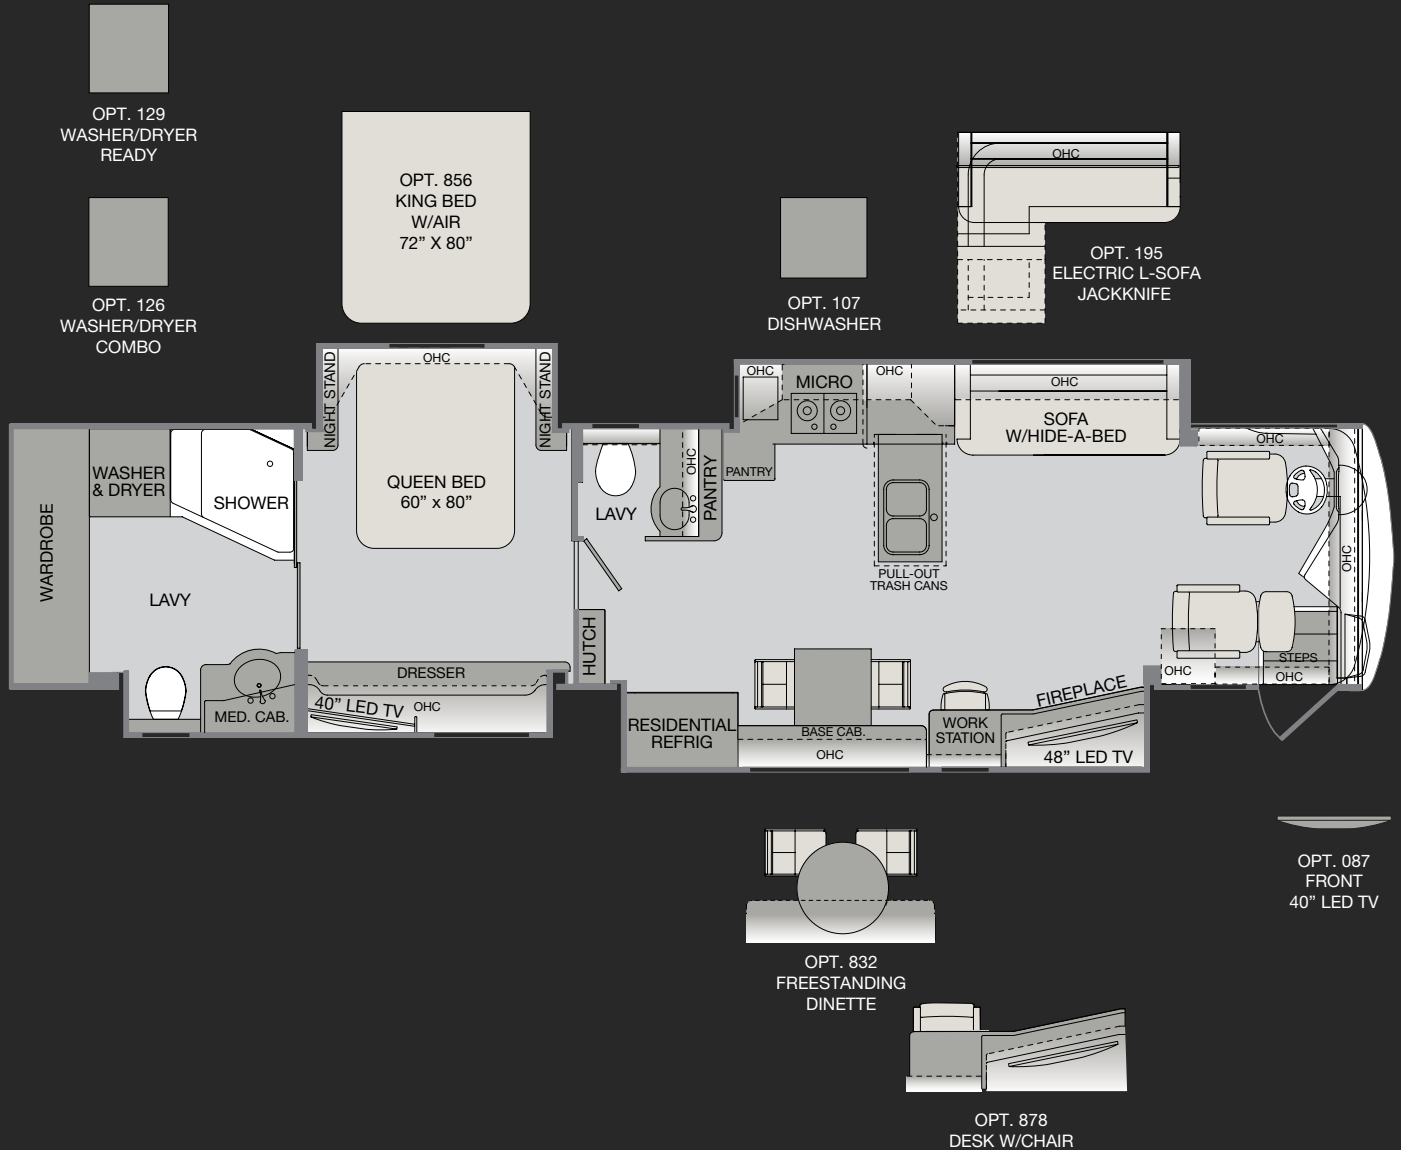 OPT. 129
WASHER/DRYER
READY
OPT. 126
WASHER/DRYER
COMBO
OPT. 856
KING BED
W/AIR
72” X 80”
OPT. 107
DISHWASHER
OHC
OPT. 195
ELECTRIC L-SOFA
JACKKNIFE
WARDROBE
WASHER
& DRYER
SHOWER
LAVY
MED. CAB.
NIGHT STAND
OHC
NIGHT STAND
QUEEN BED
60” x 80”
DRESSER
40” LED TV
OHC
LAVY
OHC
PANTRY
PANTRY
HUTCH
OHC
MICRO
OHC
PULL-OUT
TRASH CANS
OHC
SOFA
W/HIDE-A-BED
RESIDENTIAL
REFRIG
BASE CAB.
OHC
WORK
STATION
FIREPLACE
48” LED TV
OHC
OHC
OHC
STEPS
OHC
OPT. 832
FREESTANDING
DINETTE
OPT. 878
DESK W/CHAIR
OPT. 087
FRONT
40” LED TV